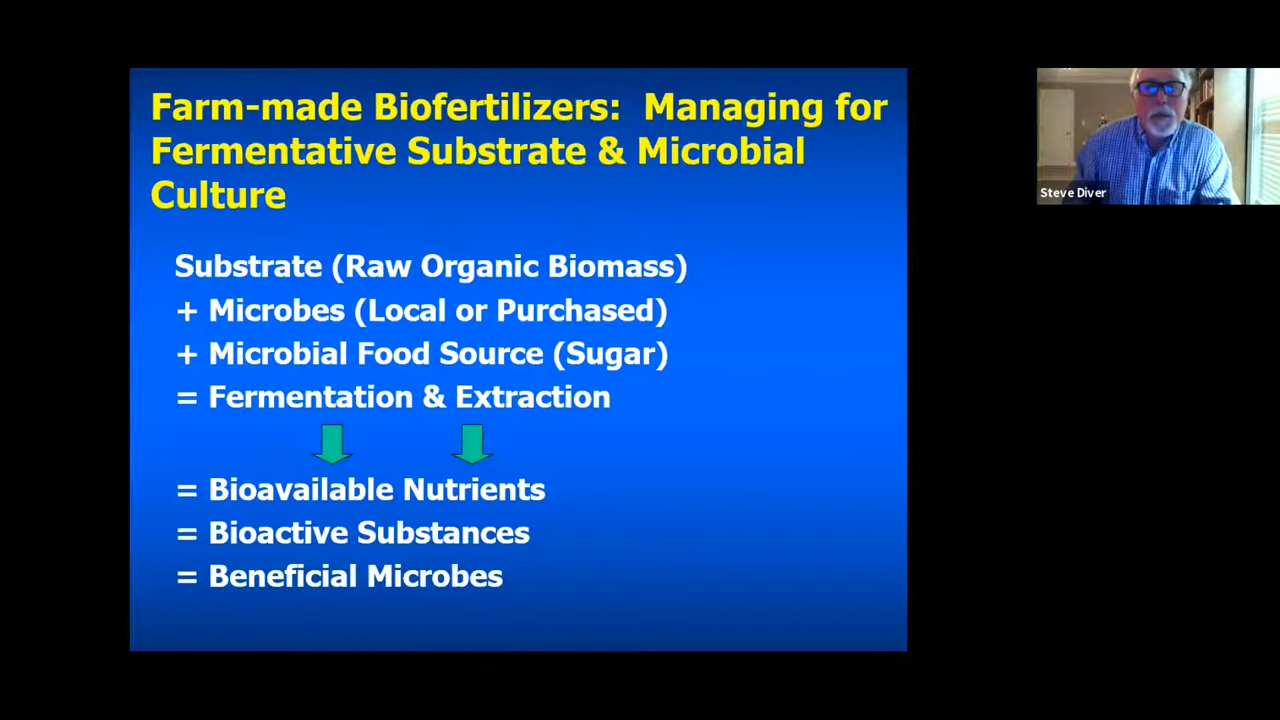 Farm-made Biofertilizers: Managing for
Fermentative Substrate & Microbial
Culture
Substrate (Raw Organic Biomass)
+ Microbes (Local or Purchased)
+ Microbial Food Source (Sugar)
= Fermentation & Extraction
= Bioavailable Nutrients
= Bioactive Substances
= Beneficial Microbes
Steve Diver